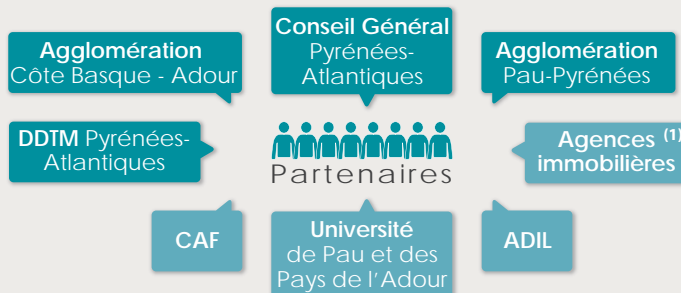 Conseil Général
Pyrénées-
Atlantiques
Agglomération
Côte Basque - Adour
Agglomération
Pau-Pyrénées
DDTM Pyrénées-
Atlantiques
Partenaires
Agences (1)
immobilières
CAF
Université
de Pau et des
Pays de l'Adour
ADIL